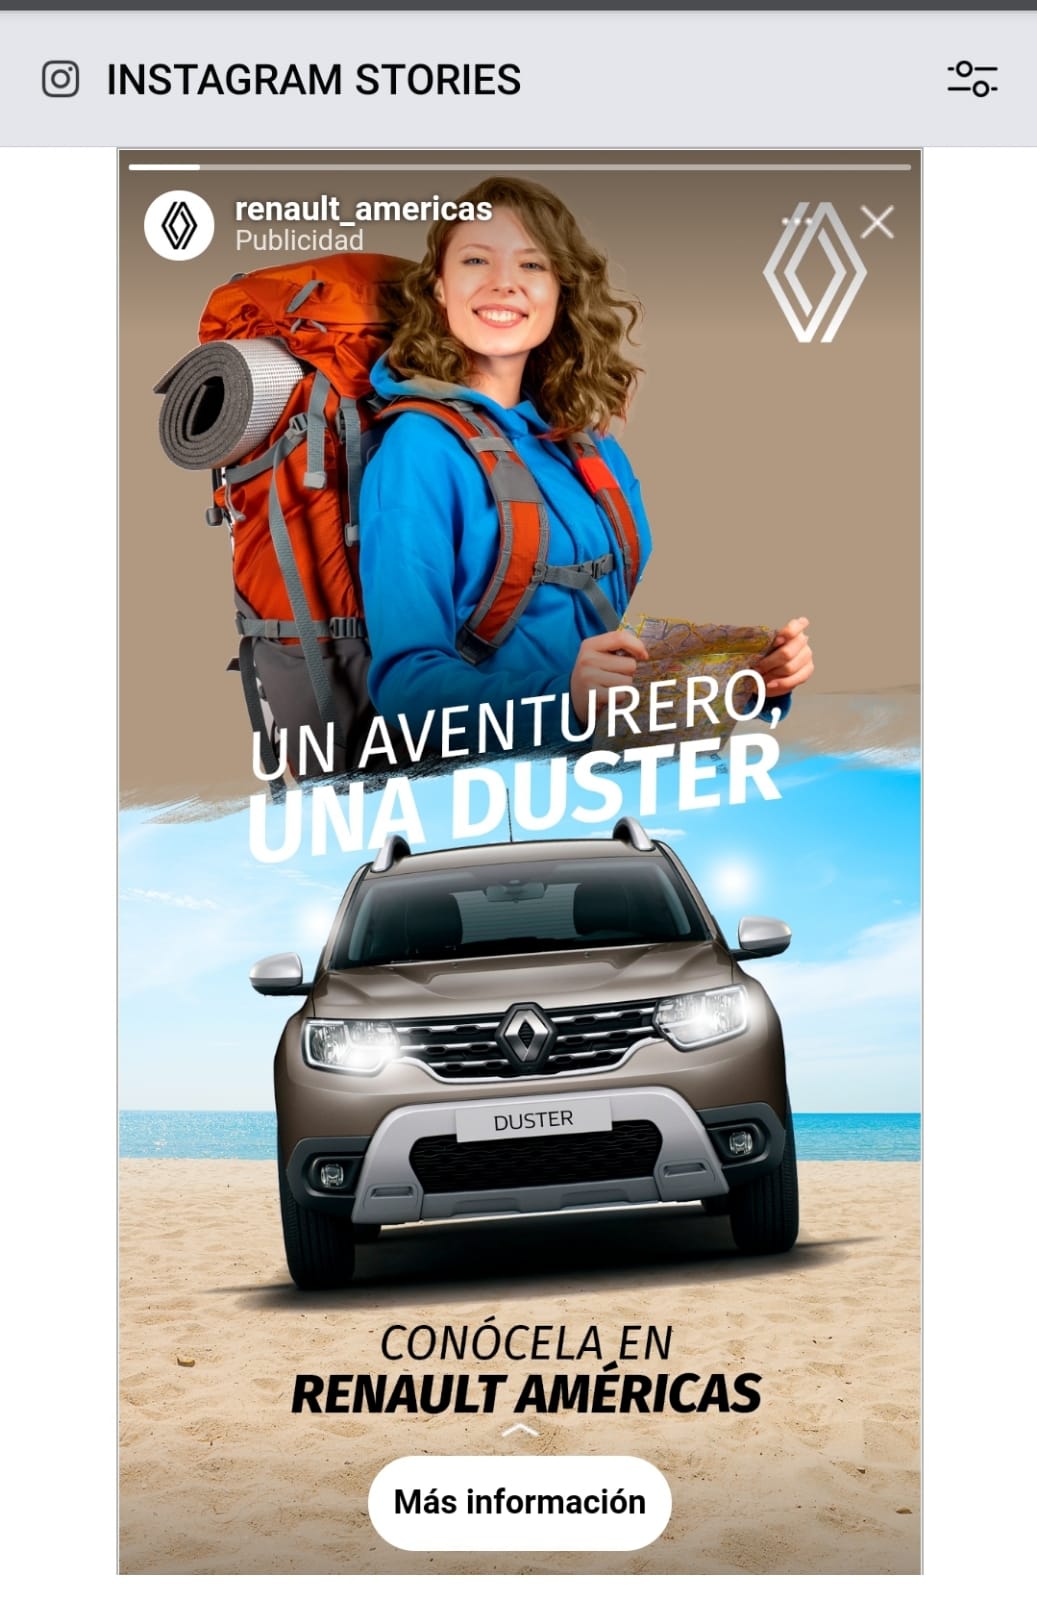 INSTAGRAM STORIES
renault_americas
Publicidad
UN AVENTURERO,
UNA DUSTER
DUSTER
CONÓCELA EN
RENAULT AMÉRICAS
Más información